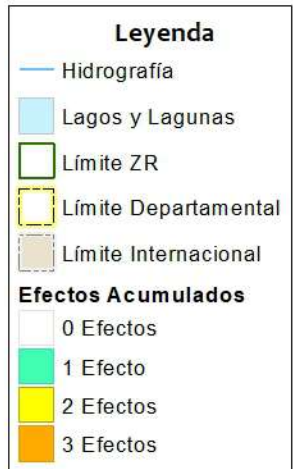 Leyenda
Hidrografía
Lagos y Lagunas
Límite ZR
Límite Departamental
Límite Internacional
Efectos Acumulados
0 Efectos
1 Efecto
2 Efectos
3 Efectos